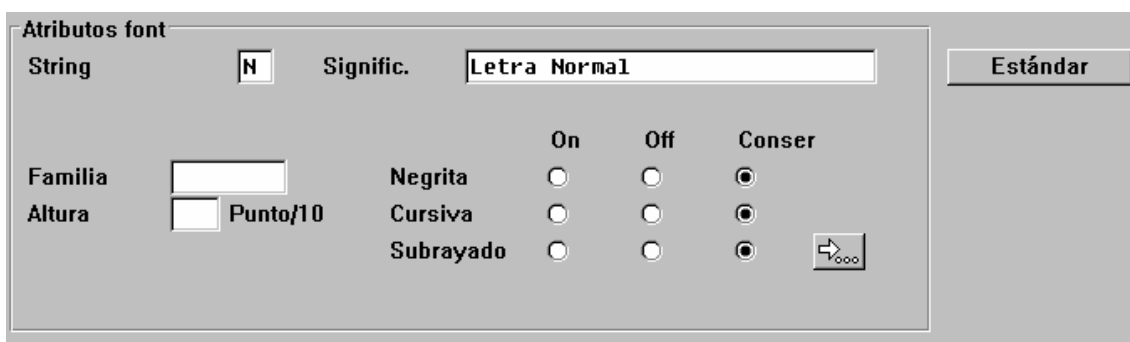 Atributos font
String N Signific. Letra Normal Estándar
On Off Conser
Familia Negrita
Altura Punto/10 Cursiva
Subrayado